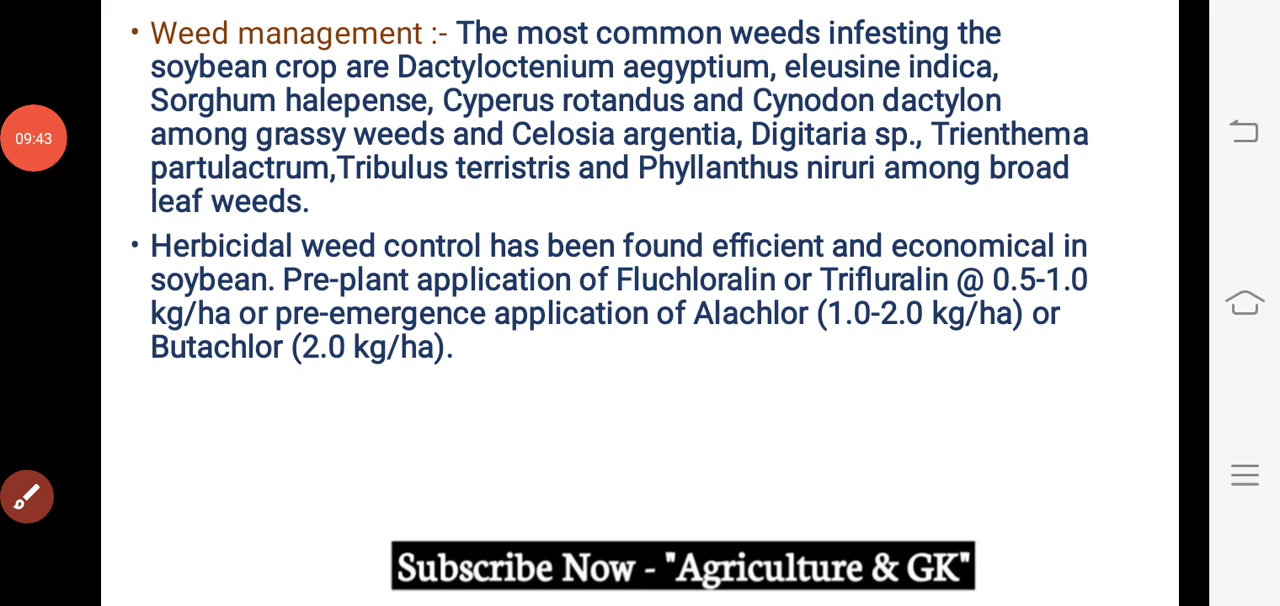 • Weed management :- The most common weeds infesting the
soybean crop are Dactyloctenium aegyptium, eleusine indica,
Sorghum halepense, Cyperus rotandus and Cynodon dactylon
09:43
among grassy weeds and Celosia argentia, Digitaria sp., Trienthema
partulactrum,Tribulus terristris and Phyllanthus niruri among broad
leaf weeds.
• Herbicidal weed control has been found efficient and economical in
soybean. Pre-plant application of Fluchloralin or Trifluralin @ 0.5-1.0
kg/ha or pre-emergence application of Alachlor (1.0-2.0 kg/ha) or
Butachlor (2.0 kg/ha).
Subscribe Now - "Agriculture & GK"